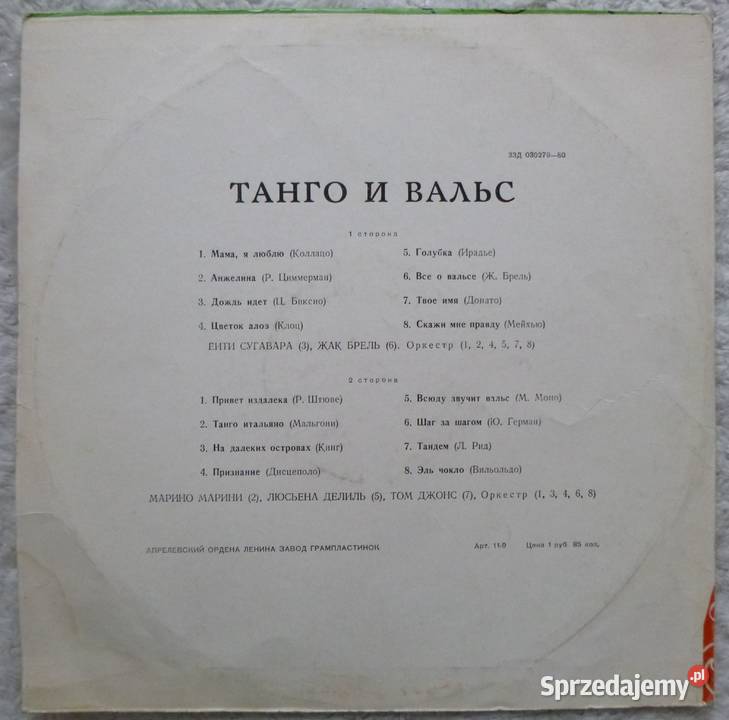 33Д 030279—80
ТАНГО И ВАЛЬС
1 сторона
1. Мама, я люблю (Коллацо)
2. Анжелина (Р. Циммерман)
3. Дождь идет (Ц. Биксио)
4. Цветок алоэ (Клоц)
5. Голубка (Ирадье)
6. Все о вальсе (Ж. Брель)
7. Твое имя (Донато)
8. Скажи мне правду (Мейхью)
ЕИТИ СУГАВАРА (3), ЖАК БРЕЛЬ (6). Оркестр (1, 2, 4, 5, 7, 8)
2 сторона
1. Привет издалека (Р. Штюве)
2. Танго итальяно (Мальгони)
3. На далеких островах (Кинг)
4. Признание (Дисцеполо)
5. Всюду звучит вальс (М. Моно)
6. Шаг за шагом (Ю. Герман)
7. Тандем (Л. Рид)
8. Эль чокло (Вильольдо)
МАРИНО МАРИНИ (2), ЛЮСЬЕНА ДЕЛИЛЬ (5), ТОМ ДЖОНС (7), Оркестр (1, 3, 4, 6, 8)
АПРЕЛЕВСКИЙ ОРДЕНА ЛЕНИНА ЗАВОД ГРАМПЛАСТИНОК
Арт. 11-0 Цена 1 руб. 85 коп.
Sprzedajemy.pl